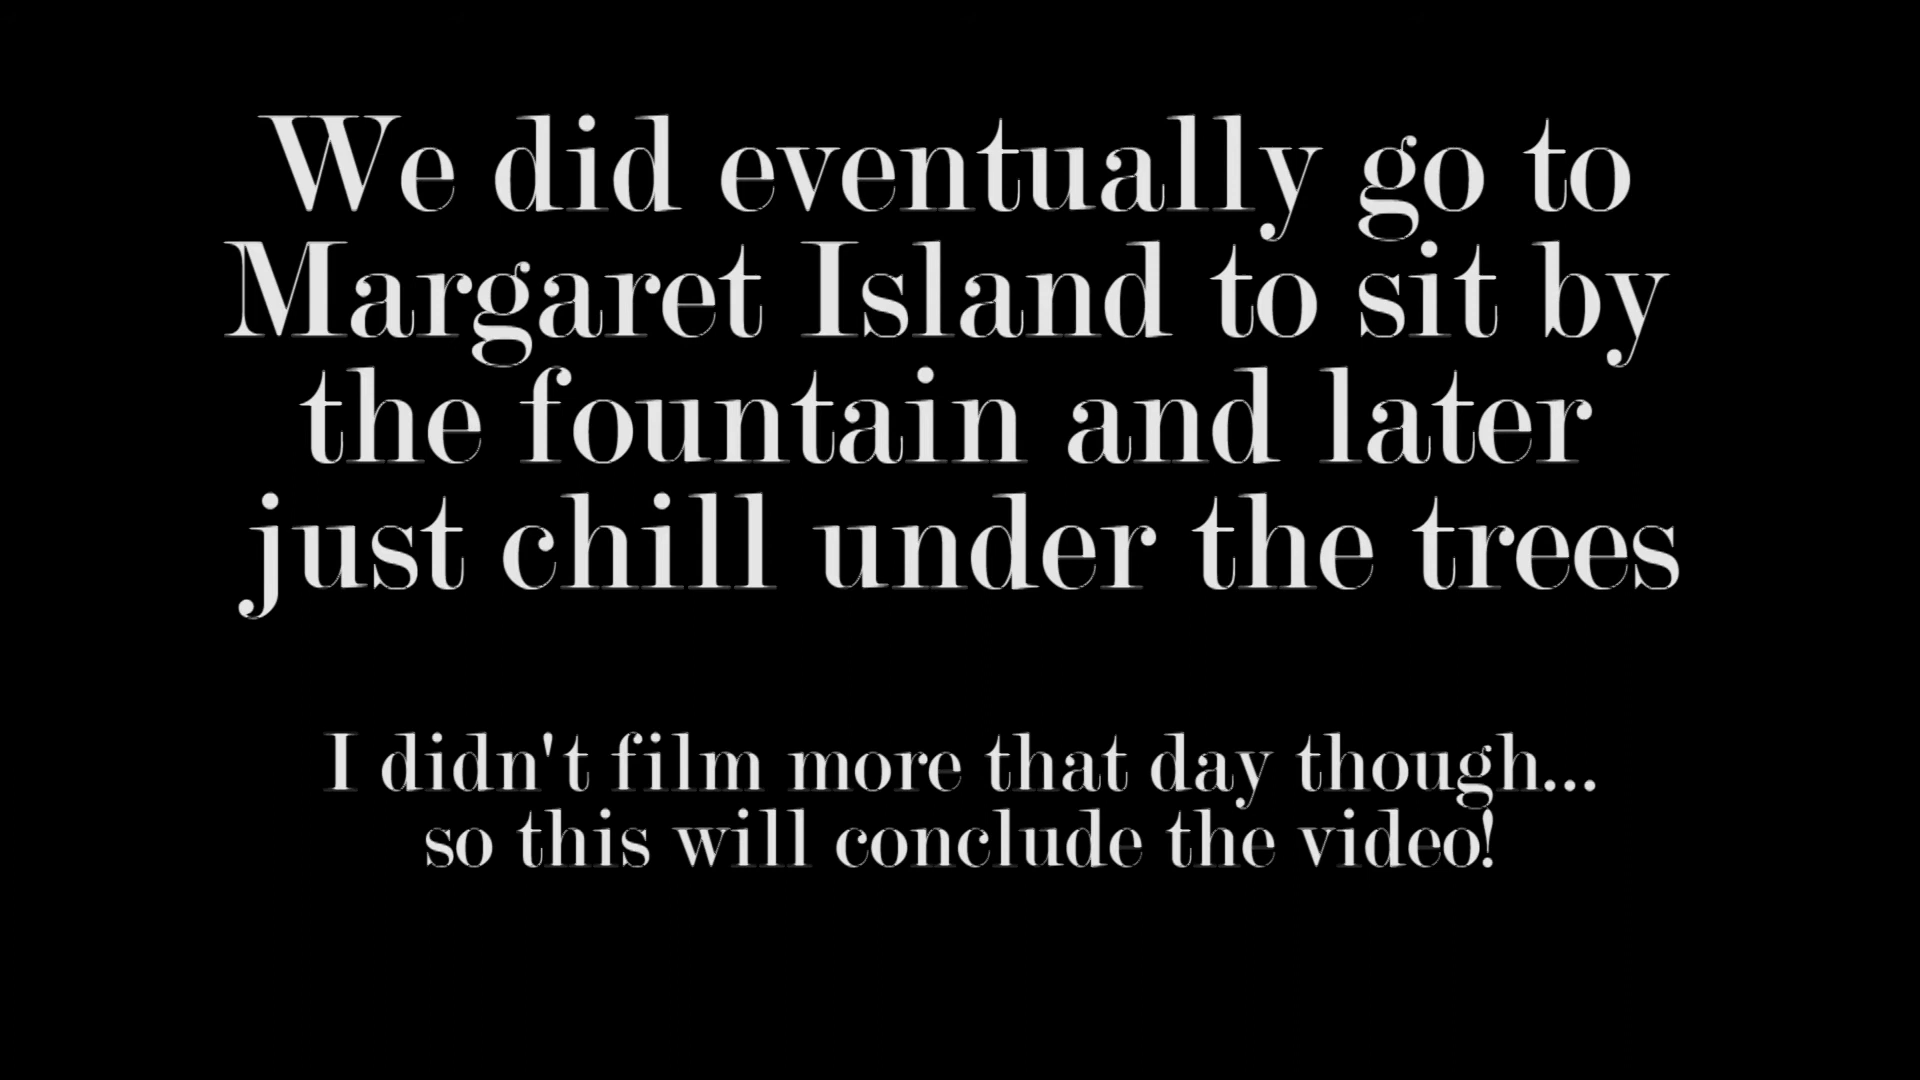 We did eventually go to
Margaret Island to sit by
the fountain and later
just chill under the trees
I didn't film more that day though...
so this will conclude the video!